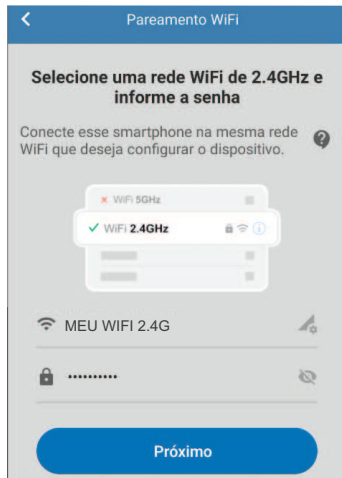 Pareamento WiFi
Selecione uma rede WiFi de 2.4GHz e
informe a senha
Conecte esse smartphone na mesma rede
WiFi que deseja configurar o dispositivo.
WiFi 5GHz
WiFi 2.4GHz
MEU WIFI 2.4G
••••••••••
Próximo